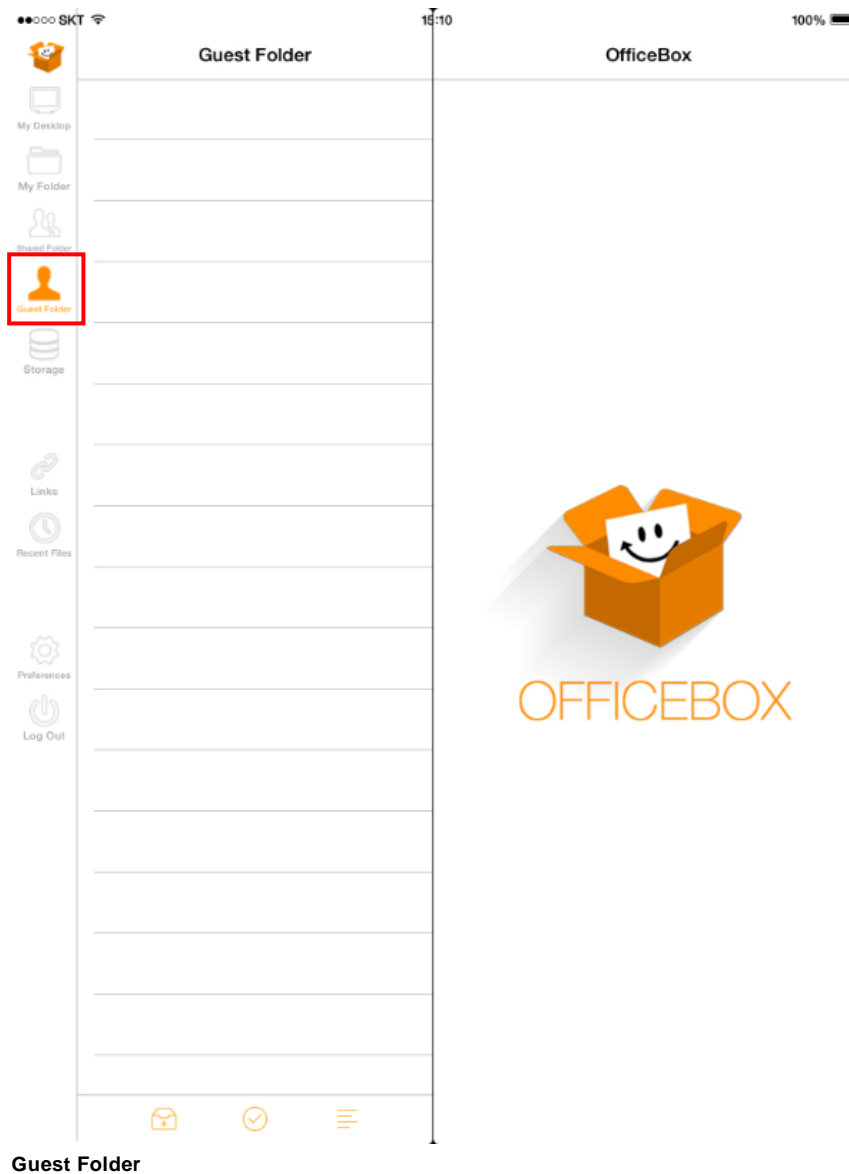 SKT 15:10 100%
Guest Folder OfficeBox
My Desktop
My Folder
Shared Folder
Guest Folder
Storage
Links
Recent Files
Preferences
Log Out
OFFICEBOX
Guest Folder